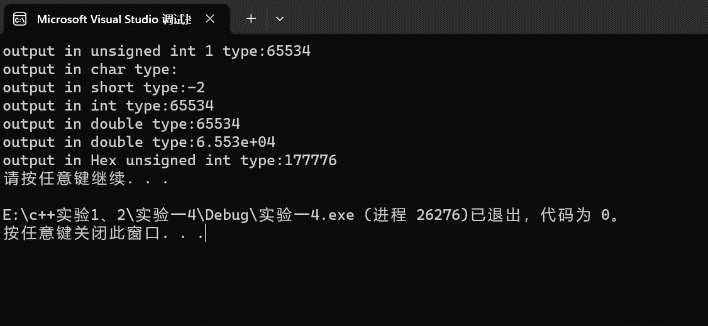 Microsoft Visual Studio 调试
output in unsigned int 1 type:65534
output in char type:
output in short type:-2
output in int type:65534
output in double type:65534
output in double type:6.553e+04
output in Hex unsigned int type:177776
请按任意键继续. . .
E:\c++实验1、2\实验一4\Debug\实验一4.exe (进程 26276)已退出，代码为 0。
按任意键关闭此窗口. . .